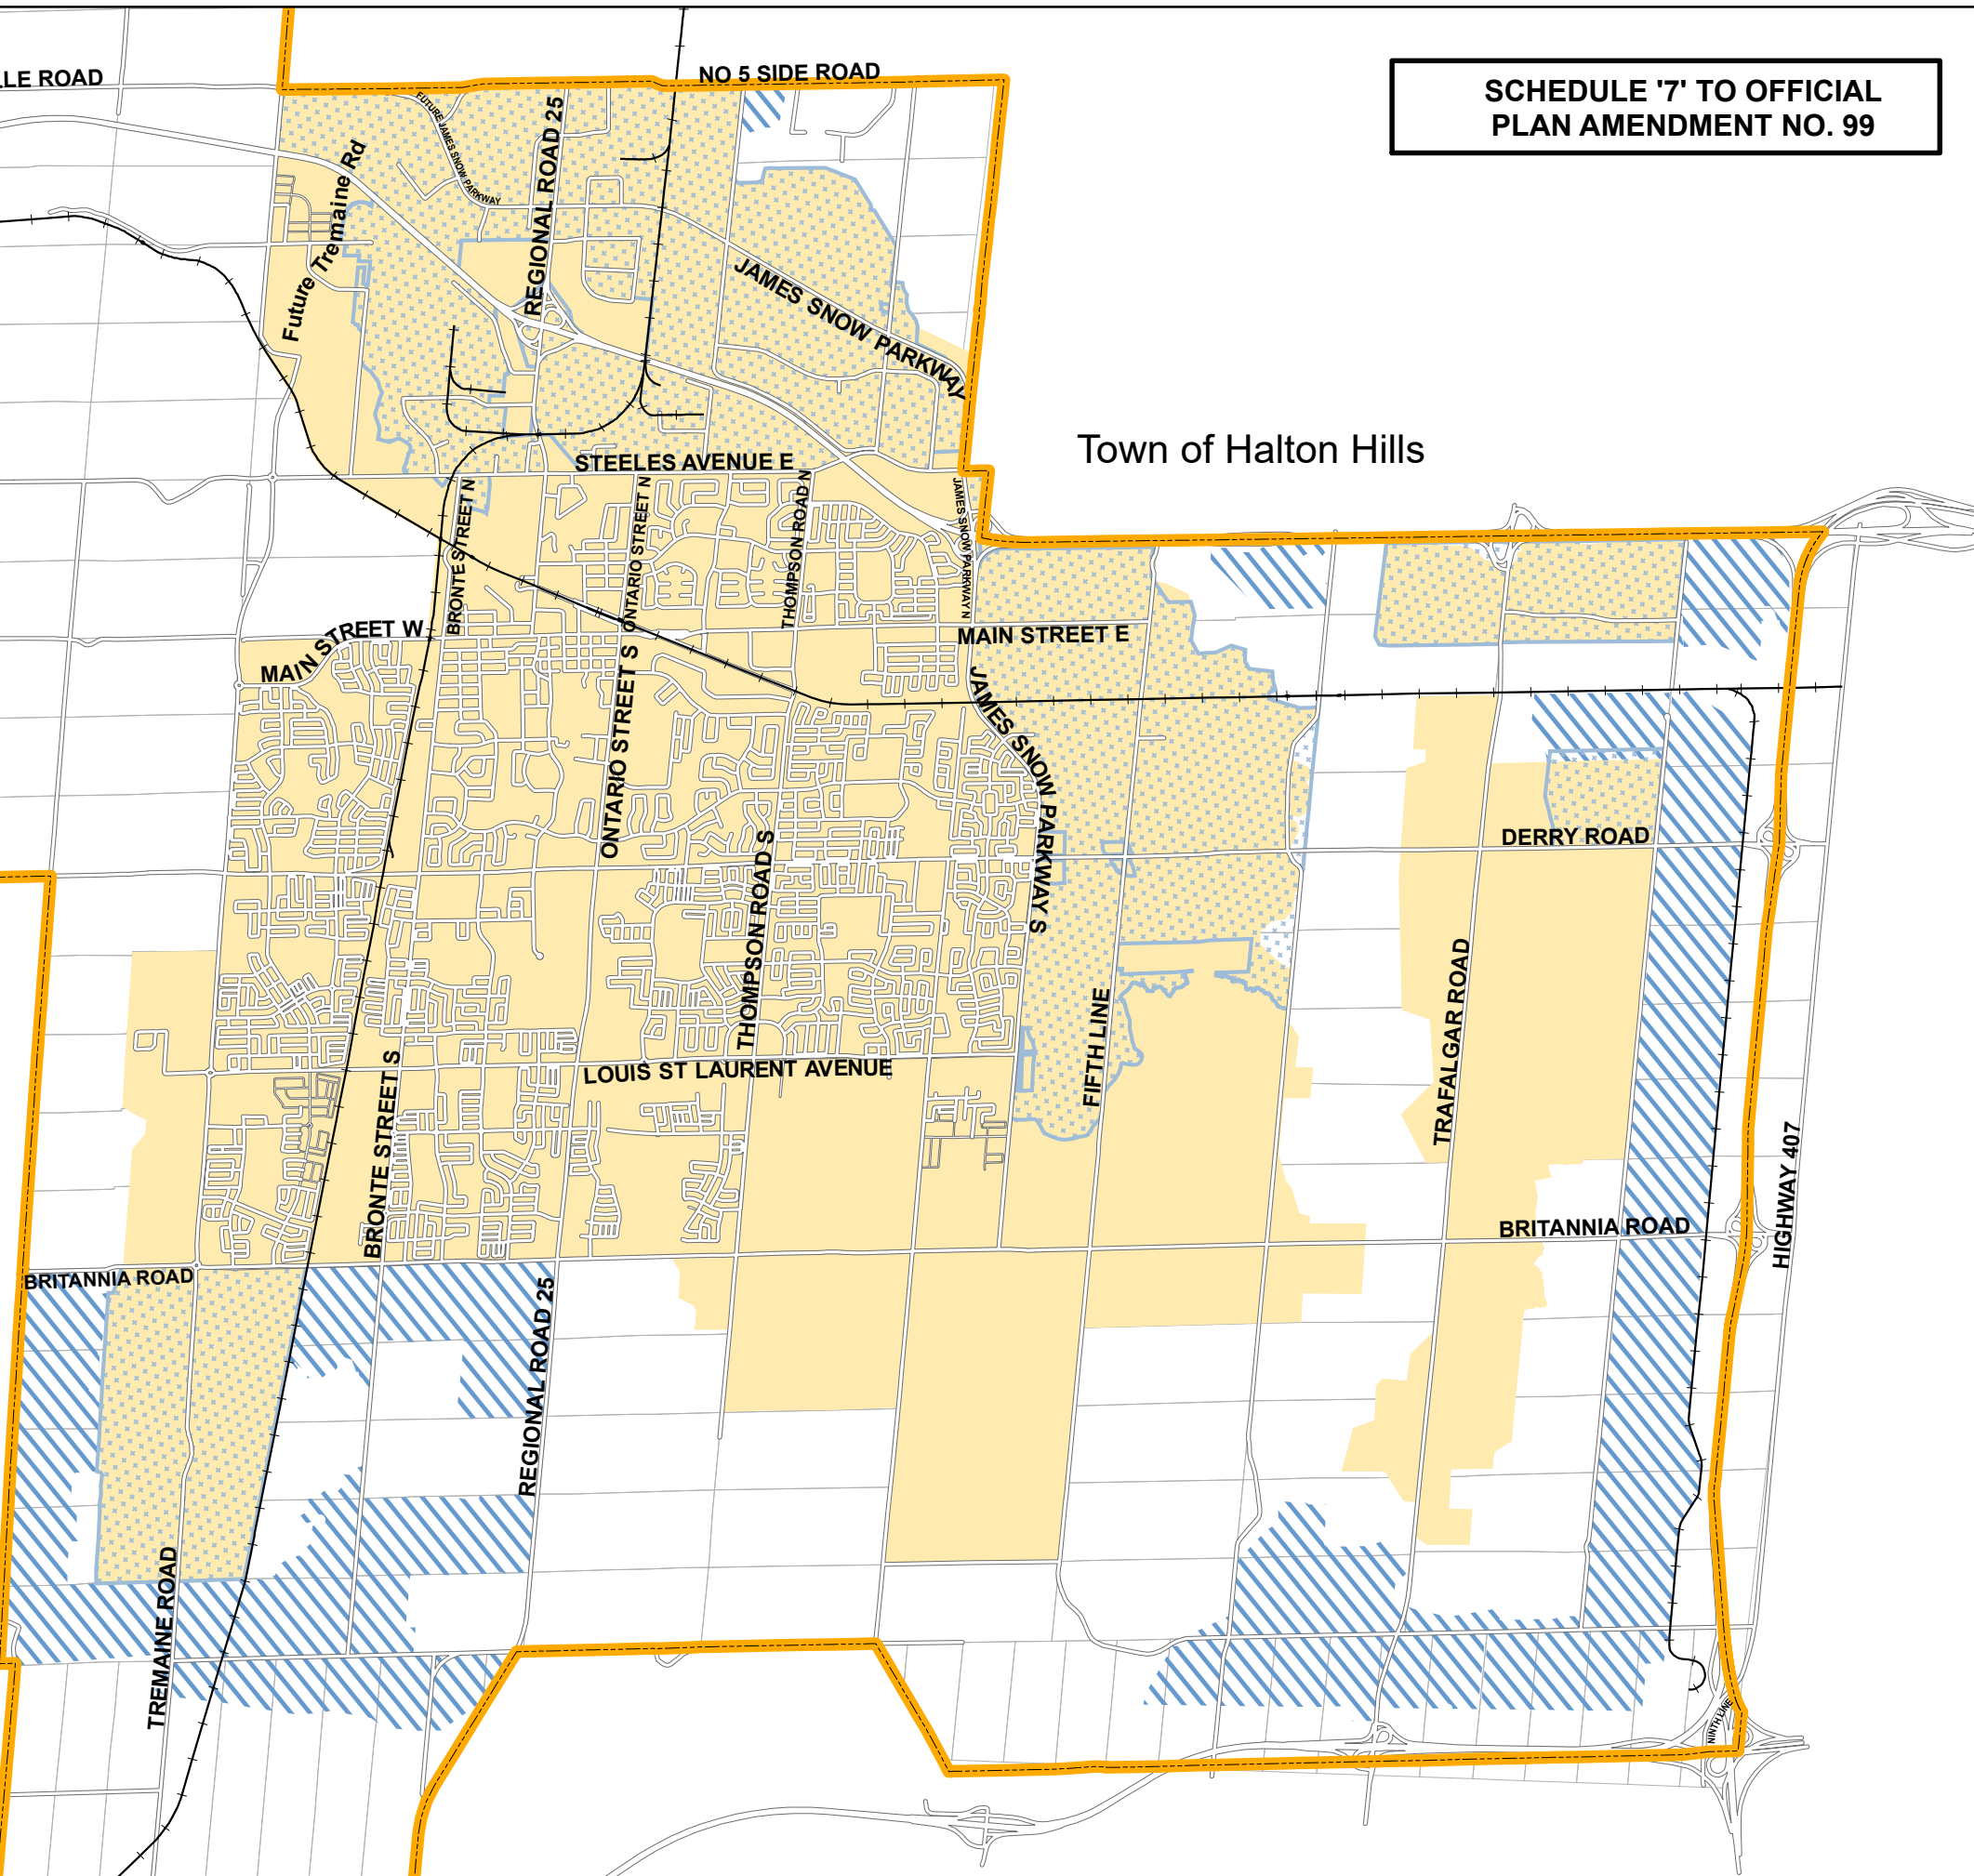 LLE ROAD
NO 5 SIDE ROAD
SCHEDULE '7' TO OFFICIAL
PLAN AMENDMENT NO. 99
FUTURE JAMES SNOW PARKWAY
REGIONAL ROAD 25
Future Tremaine Rd
JAMES SNOW PARKWAY
Town of Halton Hills
STEELES AVENUE E
BRONTE STREET N
ONTARIO STREET N
THOMPSON ROAD N
JAMES SNOW PARKWAY N
MAIN STREET W
MAIN STREET E
ONTARIO STREET S
JAMES SNOW PARKWAY S
DERRY ROAD
THOMPSON ROAD S
TRAFALGAR ROAD
FIFTH LINE
LOUIS ST LAURENT AVENUE
BRONTE STREET S
HIGHWAY 407
BRITANNIA ROAD
BRITANNIA ROAD
REGIONAL ROAD 25
TREMAINE ROAD
NINTH LINE